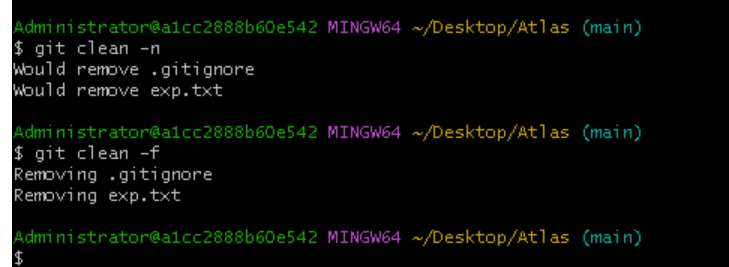 Administrator@a1cc2888b60e542 MINGW64 ~/Desktop/Atlas (main)
$ git clean -n
Would remove .gitignore
Would remove exp.txt
Administrator@a1cc2888b60e542 MINGW64 ~/Desktop/Atlas (main)
$ git clean -f
Removing .gitignore
Removing exp.txt
Administrator@a1cc2888b60e542 MINGW64 ~/Desktop/Atlas (main)
$